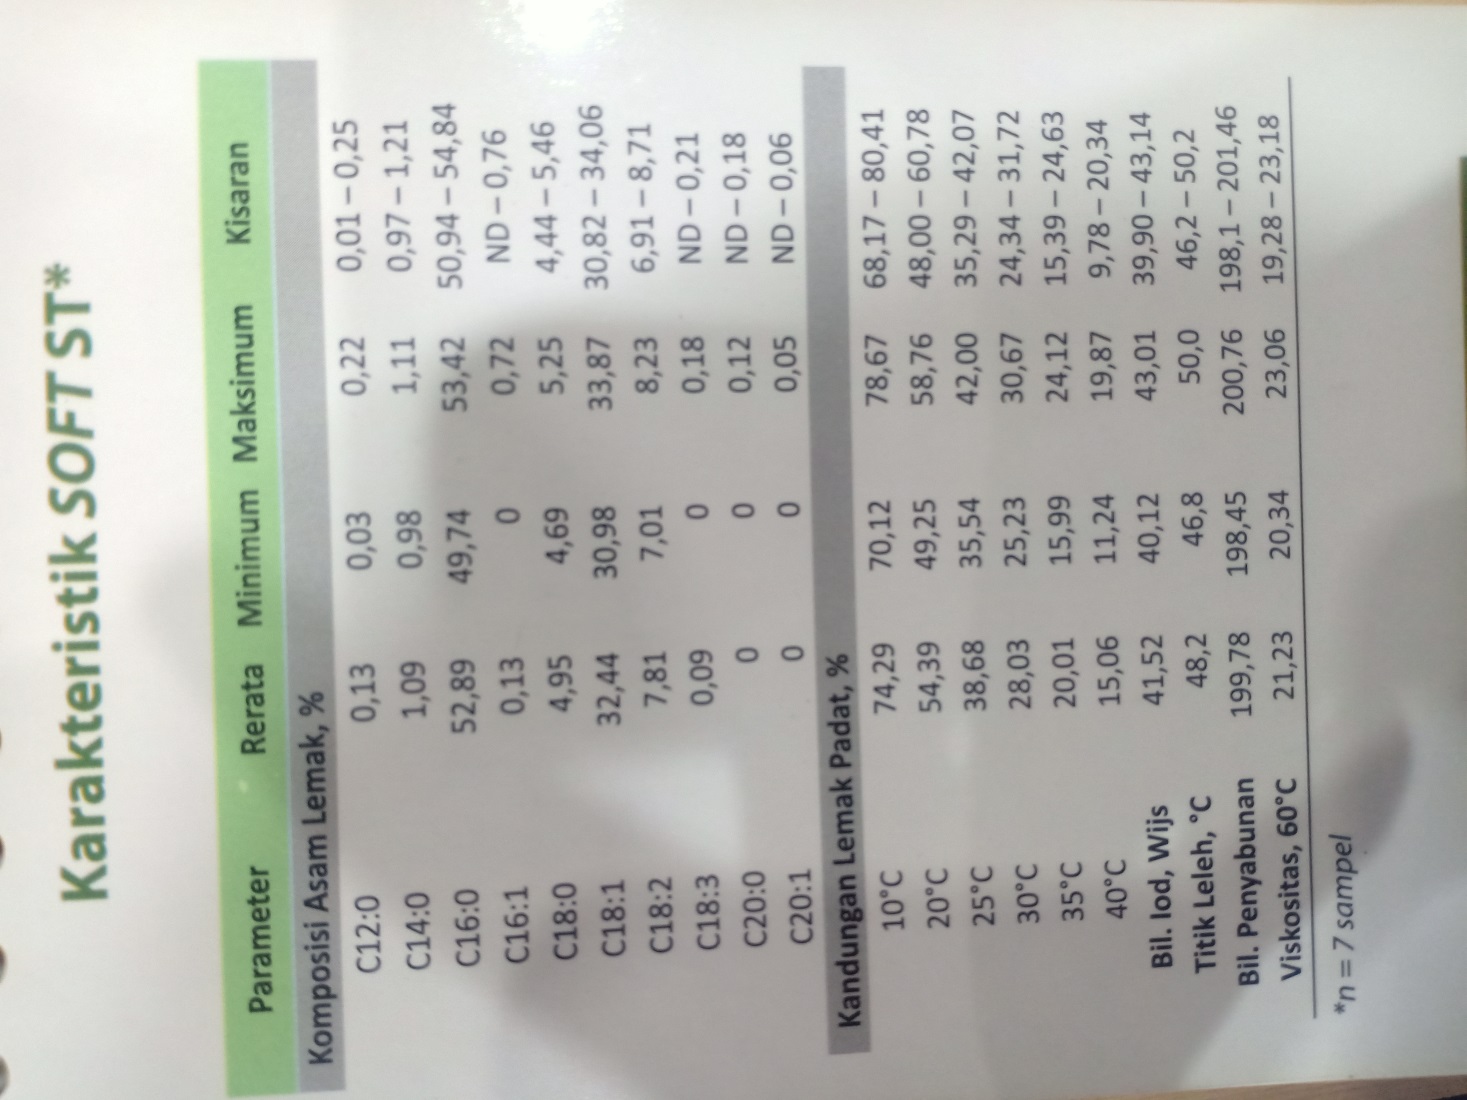 Karakteristik SOFT ST*
Parameter Rerata Minimum Maksimum Kisaran
Komposisi Asam Lemak, %
C12:0 0,13 0,03 0,22 0,01 – 0,25
C14:0 1,09 0,98 1,11 0,97 – 1,21
C16:0 52,89 49,74 53,42 50,94 – 54,84
C16:1 0,13 0 0,72 ND – 0,76
C18:0 4,95 4,69 5,25 4,44 – 5,46
C18:1 32,44 30,98 33,87 30,82 – 34,06
C18:2 7,81 7,01 8,23 6,91 – 8,71
C18:3 0,09 0 0,18 ND – 0,21
C20:0 0 0 0,12 ND – 0,18
C20:1 0 0 0,05 ND – 0,06
Kandungan Lemak Padat, %
10°C 74,29 70,12 78,67 68,17 – 80,41
20°C 54,39 49,25 58,76 48,00 – 60,78
25°C 38,68 35,54 42,00 35,29 – 42,07
30°C 28,03 25,23 30,67 24,34 – 31,72
35°C 20,01 15,99 24,12 15,39 – 24,63
40°C 15,06 11,24 19,87 9,78 – 20,34
Bil. Iod, Wijs 41,52 40,12 43,01 39,90 – 43,14
Titik Leleh, °C 48,2 46,8 50,0 46,2 – 50,2
Bil. Penyabunan 199,78 198,45 200,76 198,1 – 201,46
Viskositas, 60°C 21,23 20,34 23,06 19,28 – 23,18
*n = 7 sampel